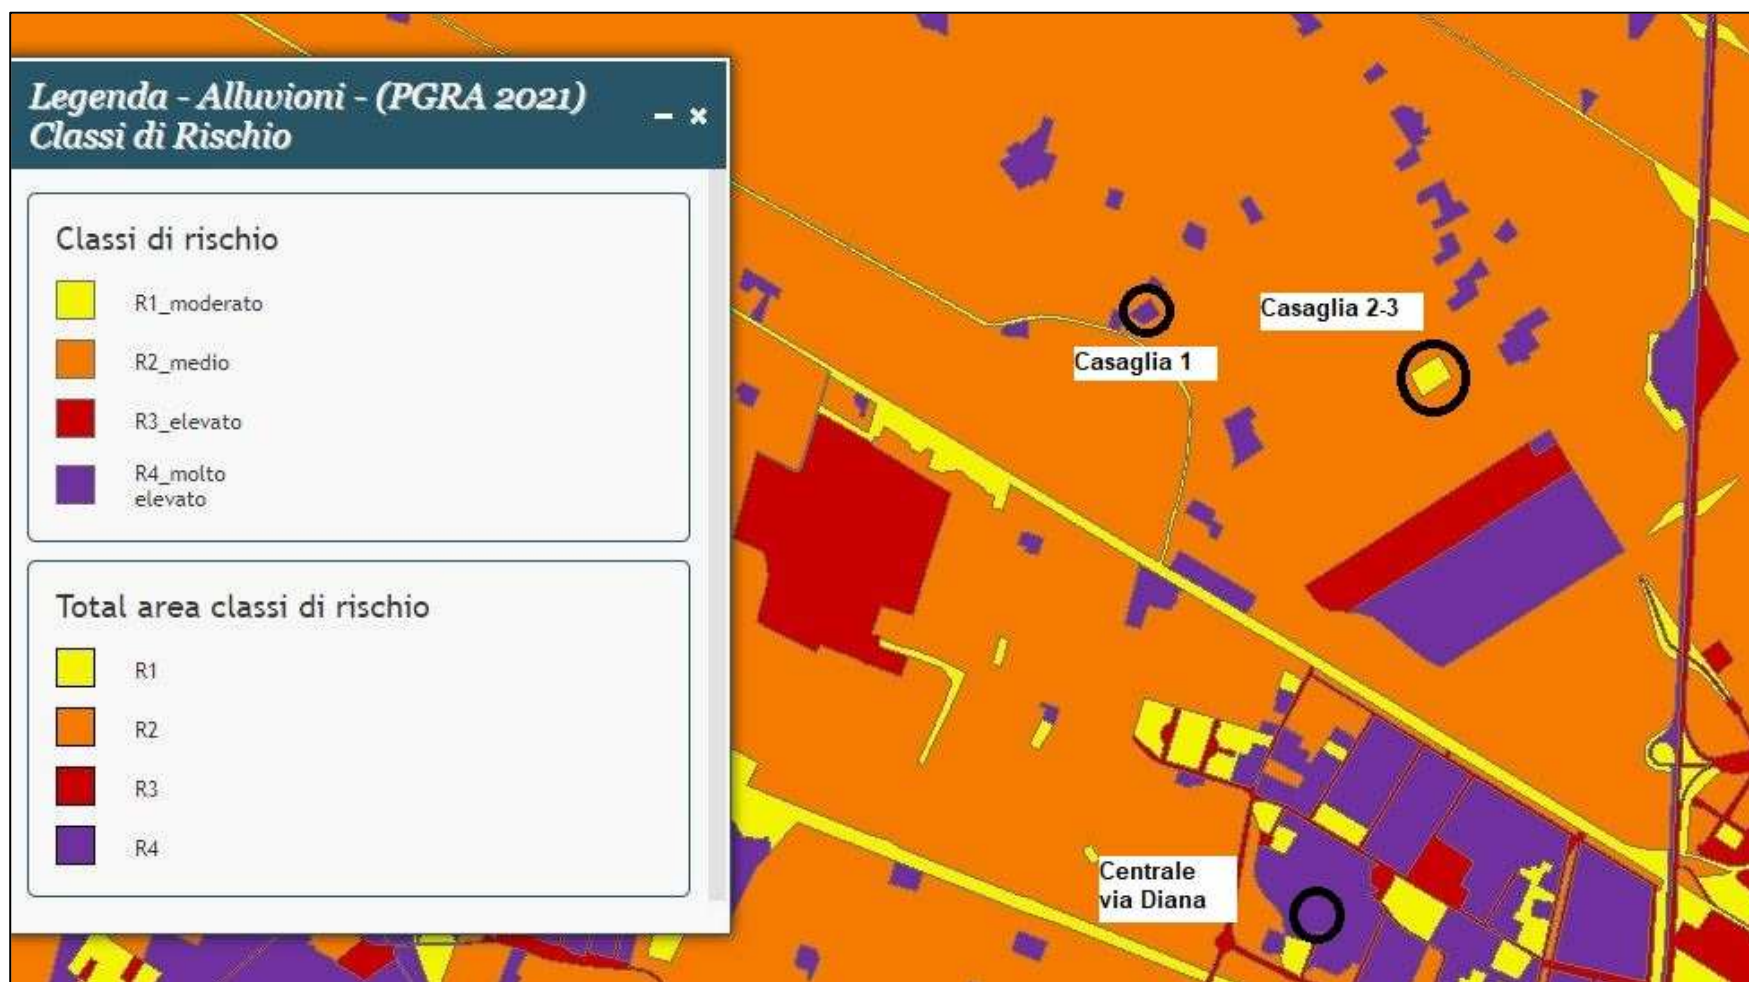 Legenda - Alluvioni - (PGRA 2021)
Classi di Rischio
Classi di rischio
R1_moderato
R2_medio
R3_elevato
R4_molto
elevato
Total area classi di rischio
R1
R2
R3
R4
Casaglia 2-3
Casaglia 1
Centrale
via Diana